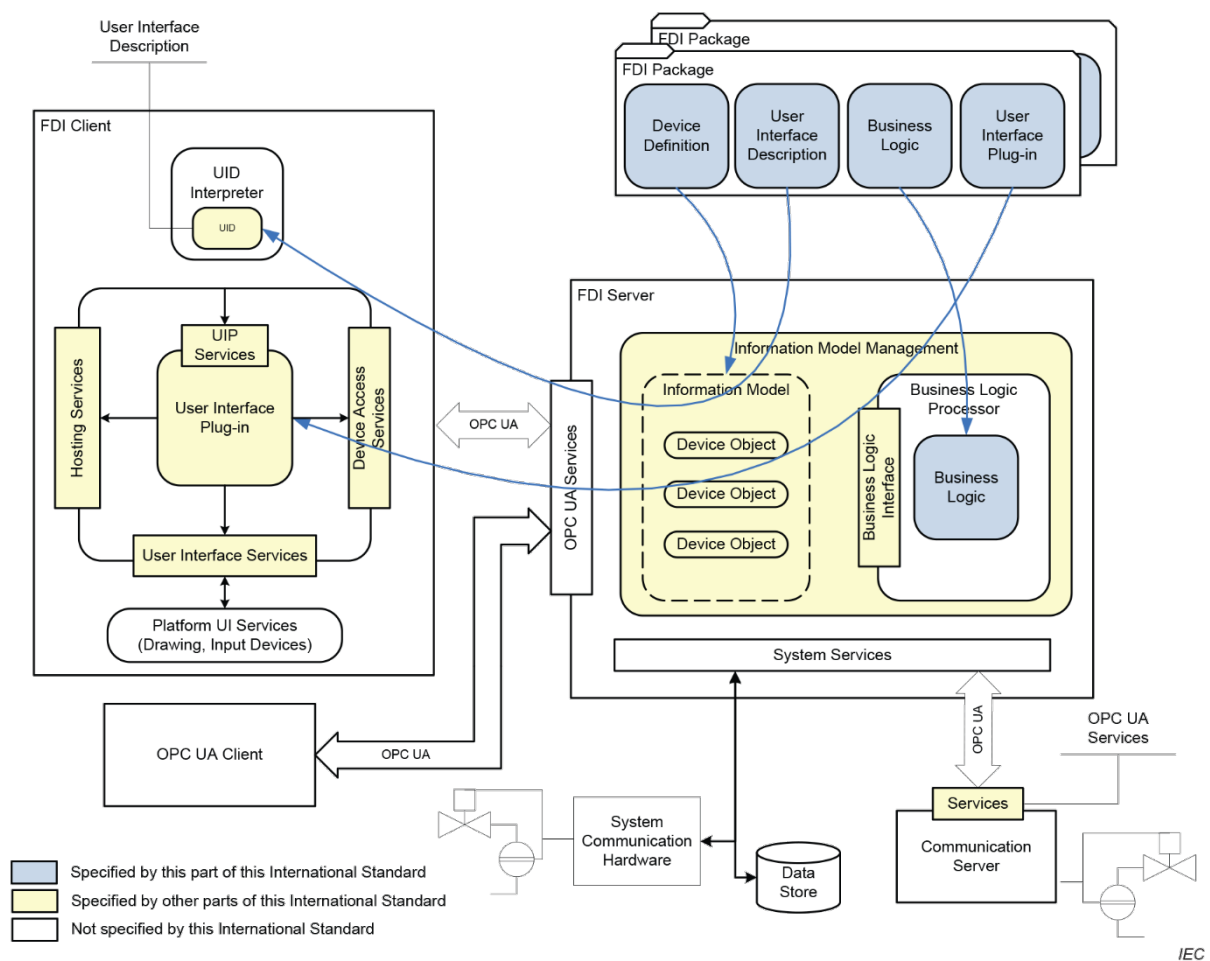 User Interface
Description
FDI Package
FDI Package
Device
Definition
User
Interface
Description
Business
Logic
User
Interface
Plug-in
FDI Client
UID
Interpreter
UID
UIP
Services
Hosting Services
User Interface
Plug-in
Device Access
Services
User Interface Services
Platform UI Services
(Drawing, Input Devices)
OPC UA
FDI Server
OPC UA Services
Information Model Management
Information Model
Device Object
Device Object
Device Object
Business Logic
Processor
Business Logic
Interface
Business
Logic
System Services
OPC UA Client
OPC UA
OPC UA
OPC UA
Services
Services
Communication
Server
System
Communication
Hardware
Data
Store
Specified by this part of this International Standard
Specified by other parts of this International Standard
Not specified by this International Standard
IEC